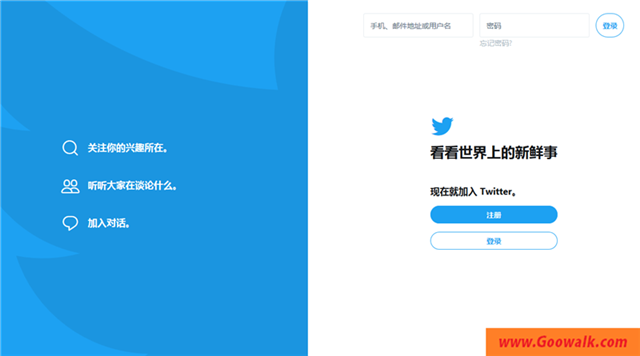 手机、邮件地址或用户名
密码
登录
忘记密码?
关注你的兴趣所在。
听听大家在谈论什么。
加入对话。
看看世界上的新鲜事
现在就加入 Twitter。
注册
登录
www.Goowalk.com